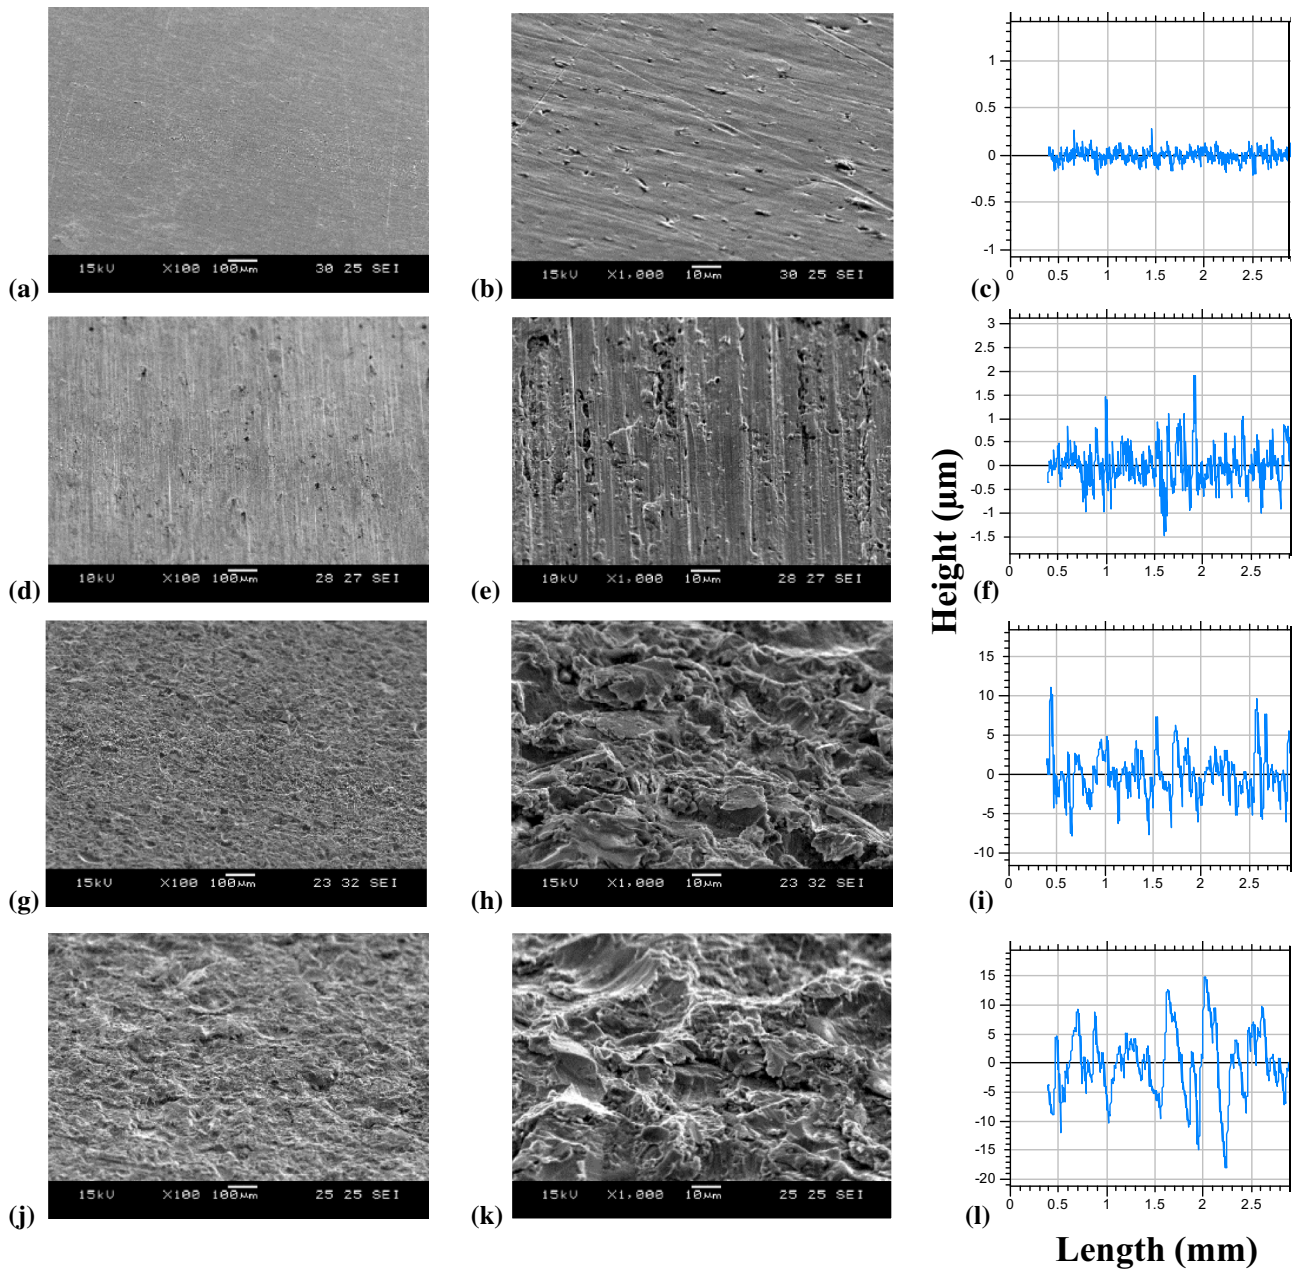 1
0.5
0
-0.5
-1
0 0.5 1 1.5 2 2.5
15kV X100 100μm 30 25 SEI
15kV X1,000 10μm 30 25 SEI
(a) (b) (c)
3
2.5
2
1.5
1
0.5
0
-0.5
-1
-1.5
0 0.5 1 1.5 2 2.5
10kV X100 100μm 28 27 SEI
10kV X1,000 10μm 28 27 SEI
(d) (e) (f)
Height (μm)
15
10
5
0
-5
-10
0 0.5 1 1.5 2 2.5
15kV X100 100μm 23 32 SEI
15kV X1,000 10μm 23 32 SEI
(g) (h) (i)
15
10
5
0
-5
-10
-15
-20
0 0.5 1 1.5 2 2.5
15kV X100 100μm 25 25 SEI
15kV X1,000 10μm 25 25 SEI
(j) (k) (l)
Length (mm)